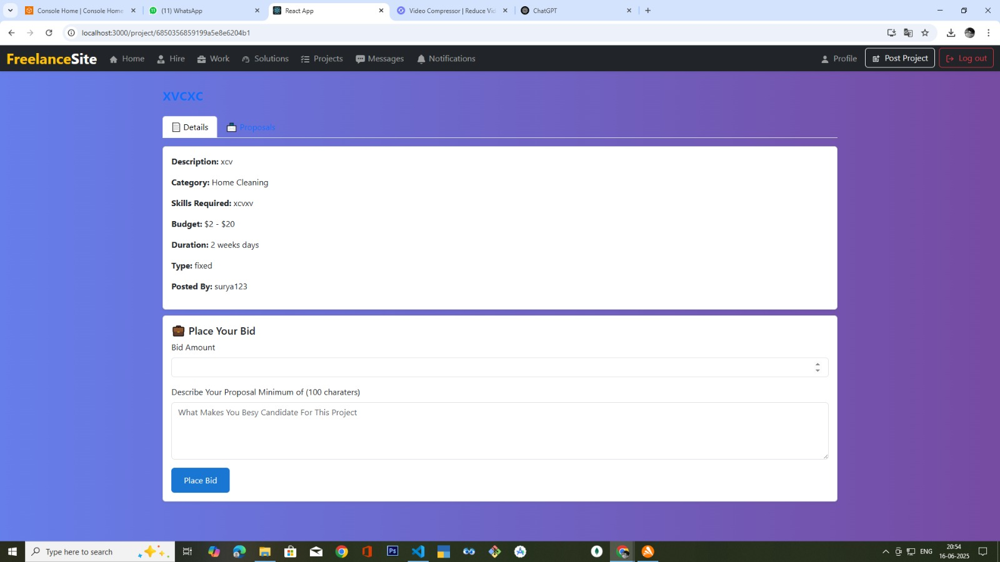 Console Home | Console Home
(11) WhatsApp
React App
Video Compressor | Reduce Vid
ChatGPT
localhost:3000/project/6850356859199a5e8e6204b1
FreelanceSite
Home
Hire
Work
Solutions
Projects
Messages
Notifications
Profile
Post Project
Log out
XVCXC
Details
Proposals
Description: xcv
Category: Home Cleaning
Skills Required: xcvxv
Budget: $2 - $20
Duration: 2 weeks days
Type: fixed
Posted By: surya123
Place Your Bid
Bid Amount
Describe Your Proposal Minimum of (100 charaters)
What Makes You Besy Candidate For This Project
Place Bid
Type here to search
Ps
ENG
20:54
16-06-2025